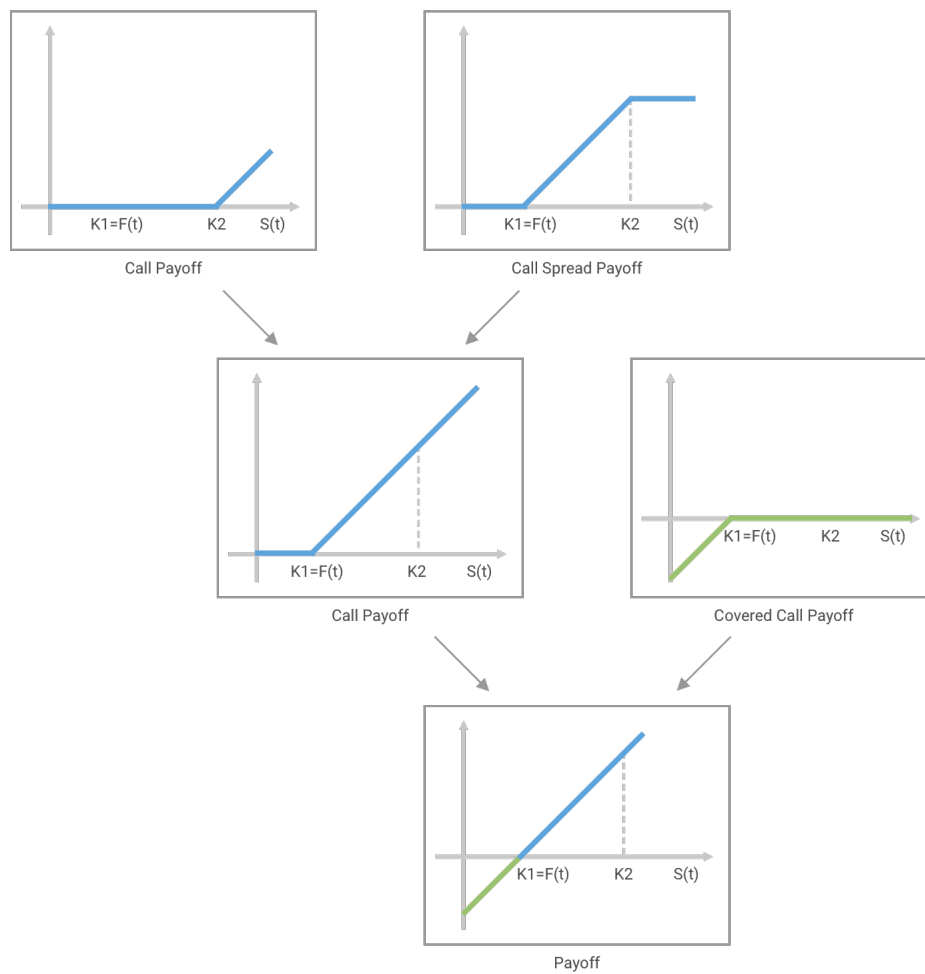 K1=F(t) K2 S(t)
Call Payoff
K1=F(t) K2 S(t)
Call Spread Payoff
K1=F(t) K2 S(t)
Call Payoff
K1=F(t) K2 S(t)
Covered Call Payoff
K1=F(t) K2 S(t)
Payoff